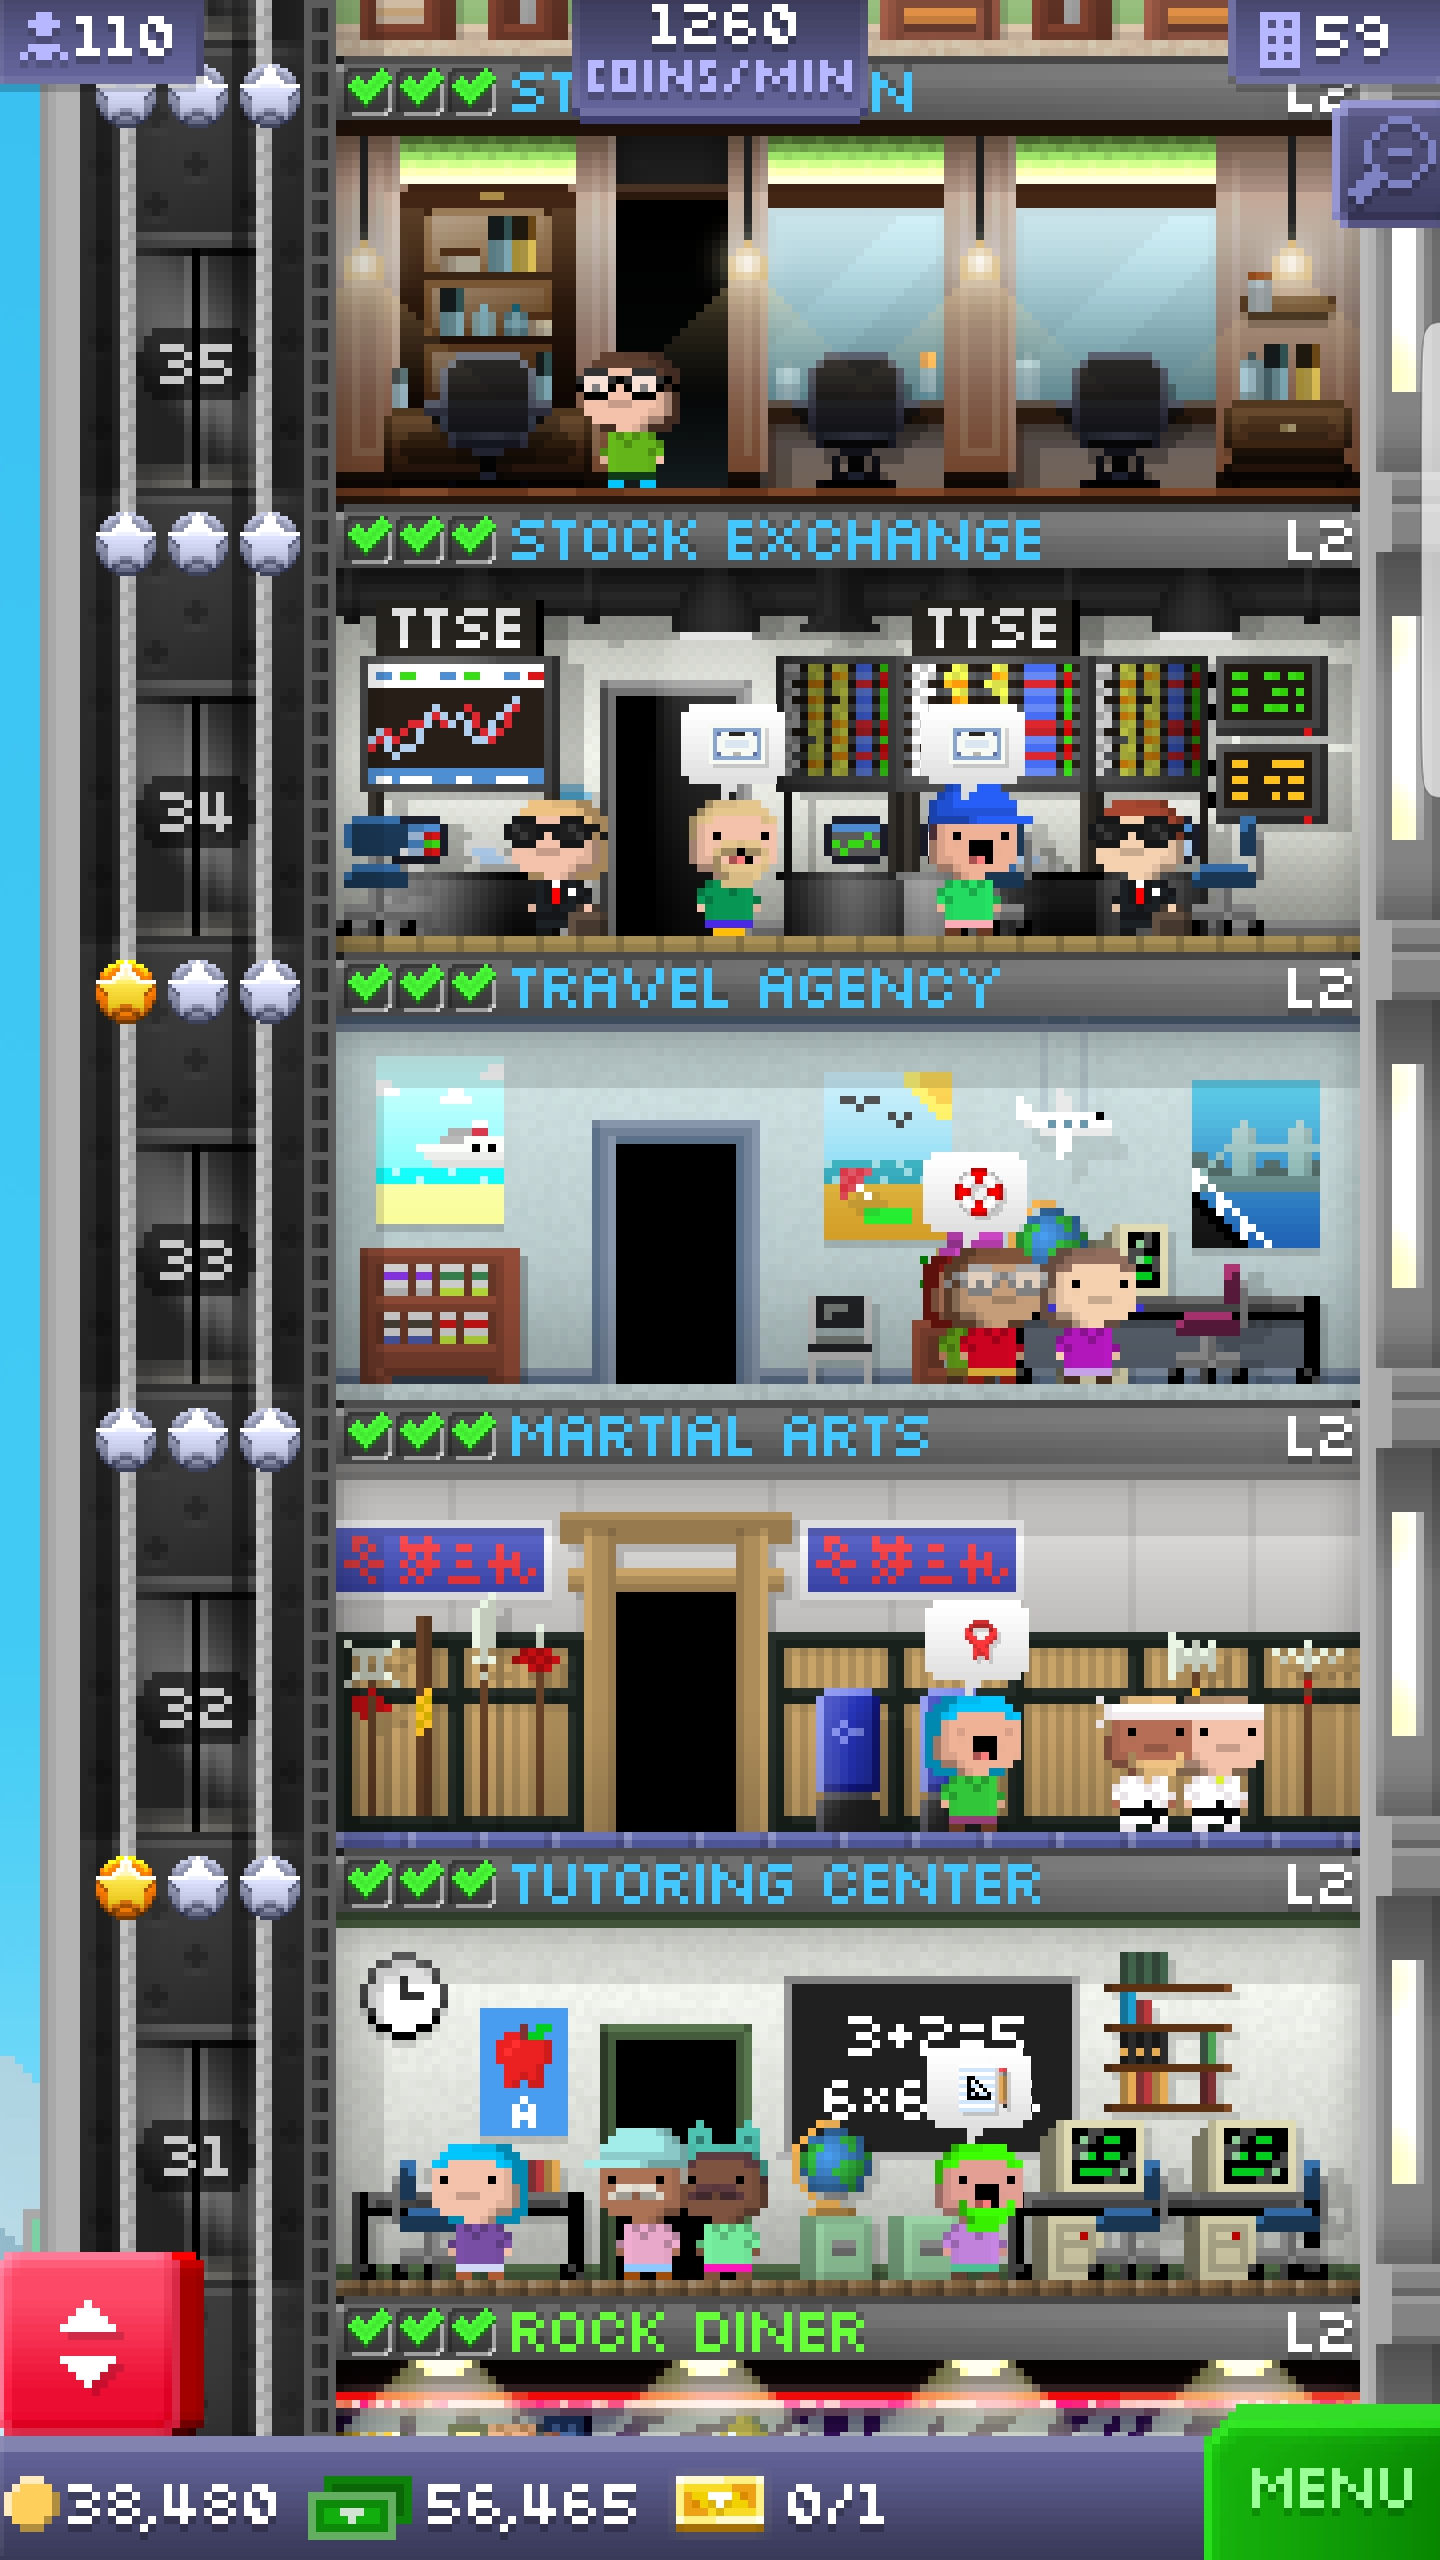 110
1260
COINS/MIN
59
ST
N
L2
35
STOCK EXCHANGE
L2
TTSE
TTSE
34
TRAVEL AGENCY
L2
33
MARTIAL ARTS
L2
32
TUTORING CENTER
L2
3+2=5
6×6
A
31
ROCK DINER
L2
38,480
56,465
0/1
MENU